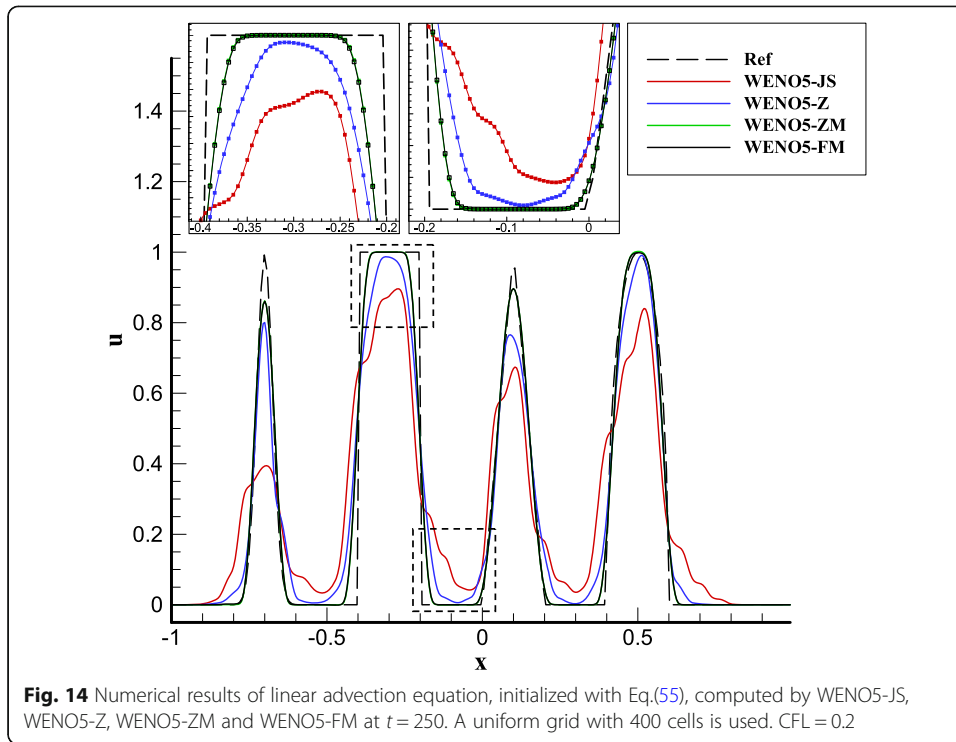 -0.4 -0.35 -0.3 -0.25 -0.2
-0.2 -0.1 0
Ref
WENO5-JS
WENO5-Z
WENO5-ZM
WENO5-FM
1.4
1.2
1
0.8
0.6
0.4
0.2
0
u
-1 -0.5 0 0.5
x
Fig. 14 Numerical results of linear advection equation, initialized with Eq.(55), computed by WENO5-JS,
WENO5-Z, WENO5-ZM and WENO5-FM at t = 250. A uniform grid with 400 cells is used. CFL = 0.2